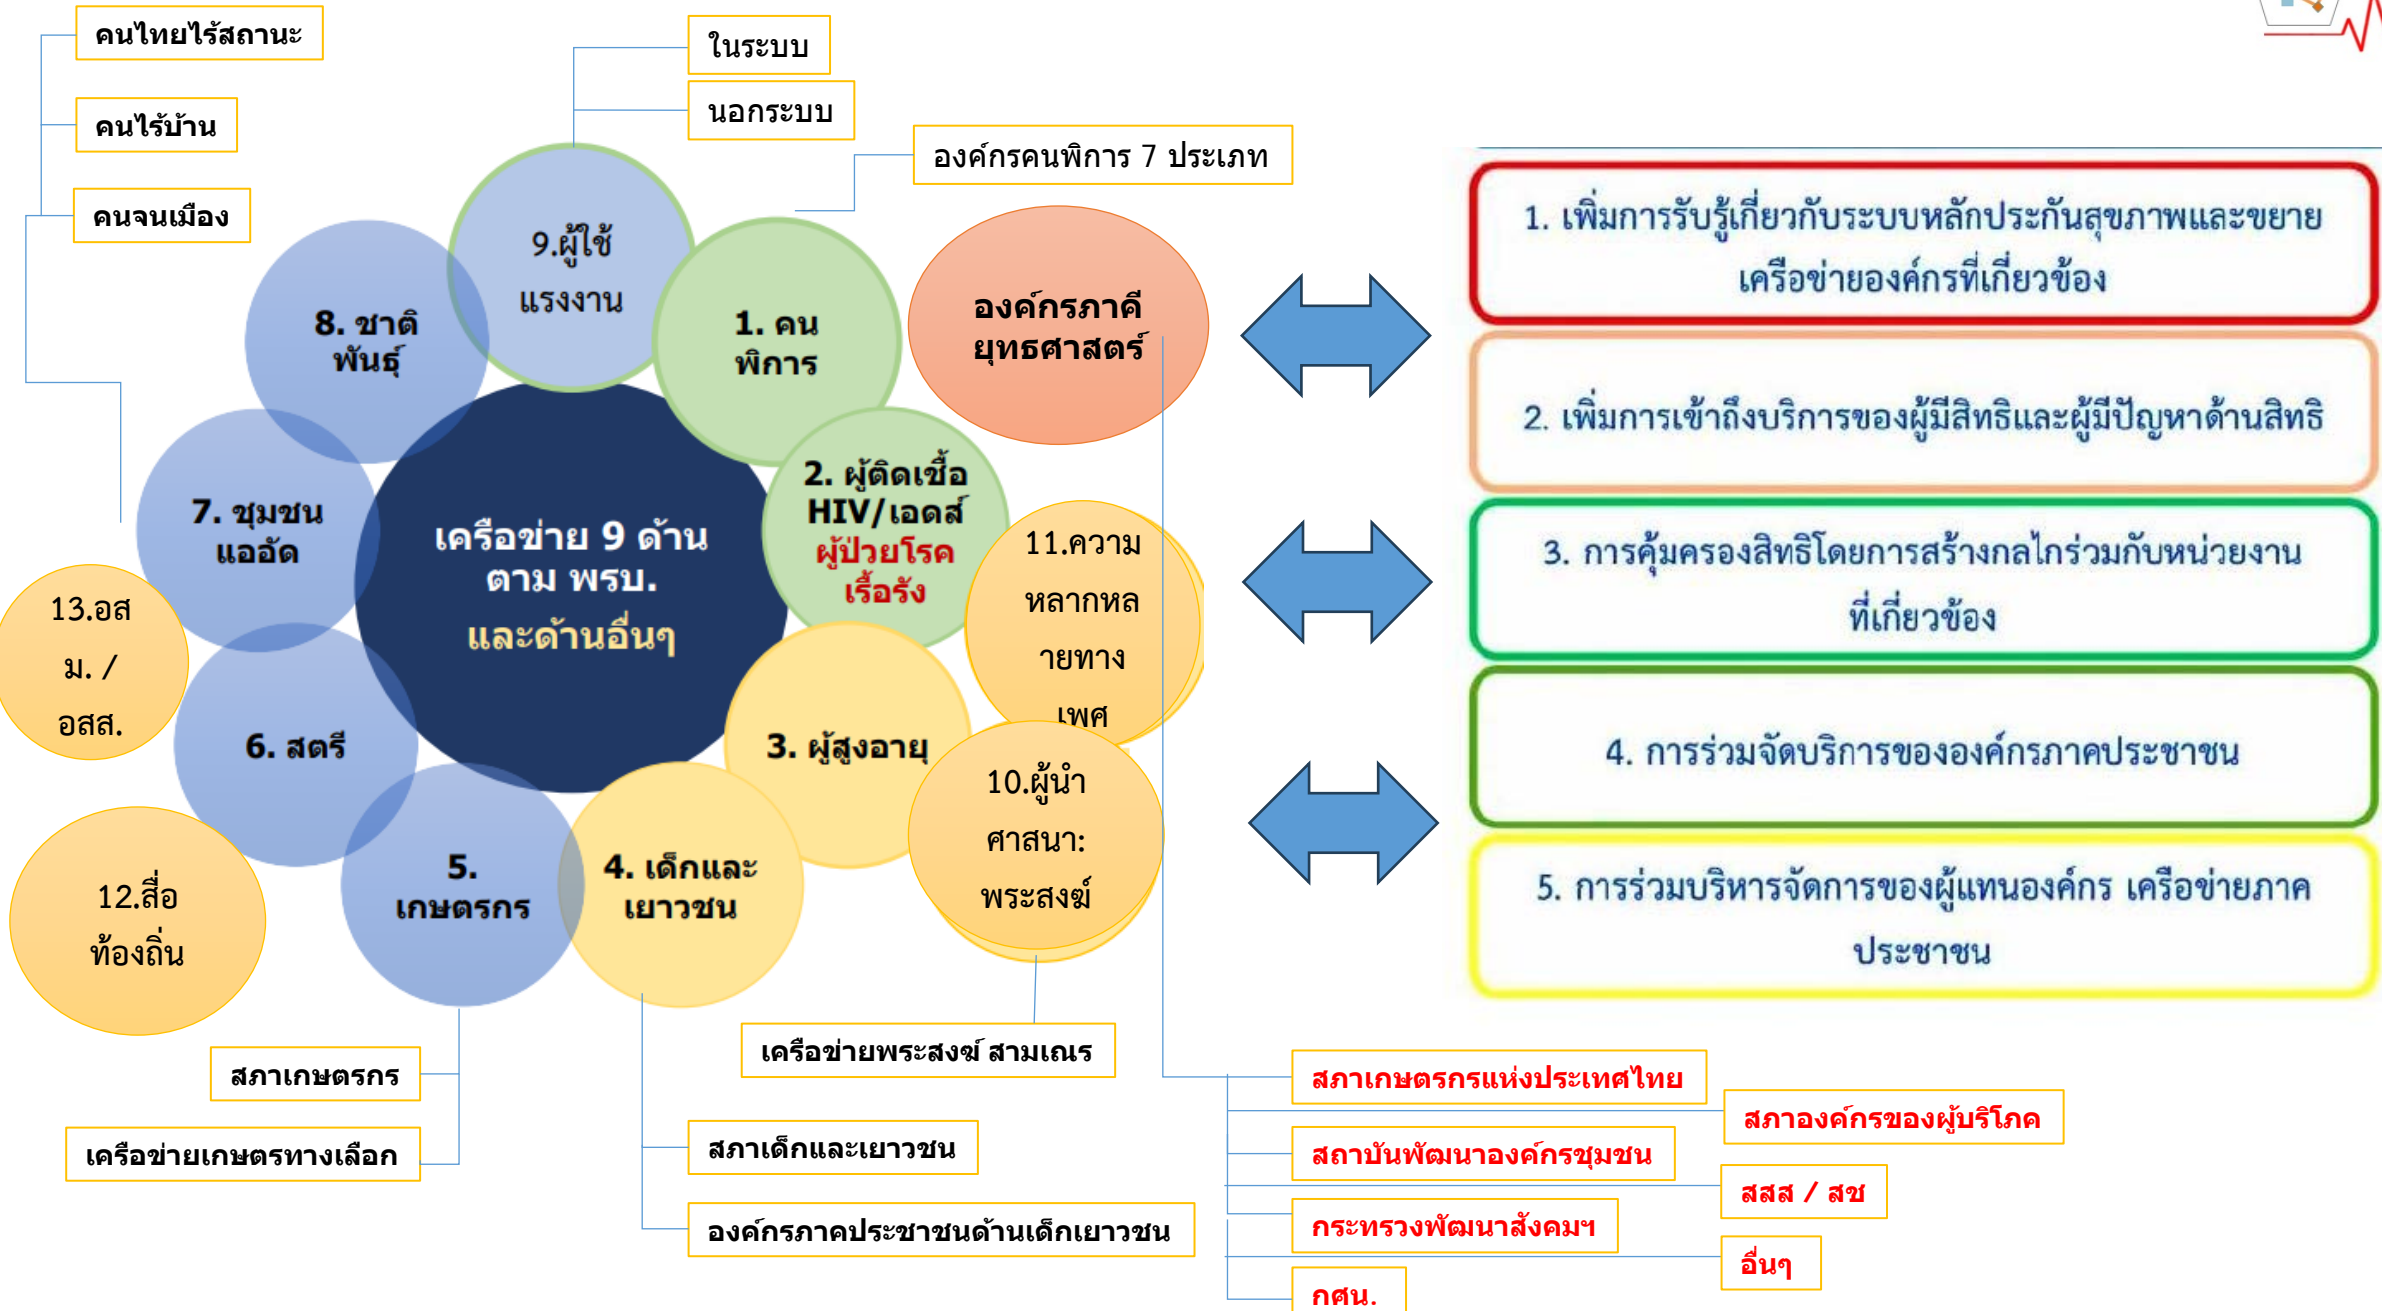 คนไทยไร้สถานะ
คนไร้บ้าน
คนจนเมือง
ในระบบ
นอกระบบ
องค์กรคนพิการ 7 ประเภท
9.ผู้ใช้
แรงงาน
8. ชาติ
พันธุ์
1. คน
พิการ
องค์กรภาคี
ยุทธศาสตร์
2. ผู้ติดเชื้อ
HIV/เอดส์
ผู้ป่วยโรค
เรื้อรัง
7. ชุมชน
แออัด
เครือข่าย 9 ด้าน
ตาม พรบ.
และด้านอื่นๆ
11.ความ
หลากหล
ายทาง
เพศ
13.อส
ม. /
อสส.
6. สตรี
3. ผู้สูงอายุ
10.ผู้นำ
ศาสนา:
พระสงฆ์
12.สื่อ
ท้องถิ่น
5.
เกษตรกร
4. เด็กและ
เยาวชน
เครือข่ายพระสงฆ์ สามเณร
สภาเกษตรกร
เครือข่ายเกษตรทางเลือก
สภาเด็กและเยาวชน
องค์กรภาคประชาชนด้านเด็กเยาวชน
1. เพิ่มการรับรู้เกี่ยวกับระบบหลักประกันสุขภาพและขยาย
เครือข่ายองค์กรที่เกี่ยวข้อง
2. เพิ่มการเข้าถึงบริการของผู้มีสิทธิและผู้มีปัญหาด้านสิทธิ
3. การคุ้มครองสิทธิโดยการสร้างกลไกร่วมกับหน่วยงาน
ที่เกี่ยวข้อง
4. การร่วมจัดบริการขององค์กรภาคประชาชน
5. การร่วมบริหารจัดการของผู้แทนองค์กร เครือข่ายภาค
ประชาชน
สภาเกษตรกรแห่งประเทศไทย
สภาองค์กรของผู้บริโภค
สถาบันพัฒนาองค์กรชุมชน
สสส / สช
กระทรวงพัฒนาสังคมฯ
อื่นๆ
กศน.